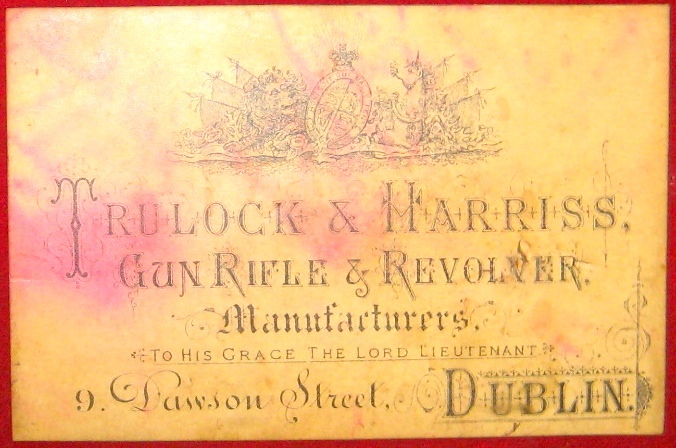 TRULOCK & HARRISS,
GUN RIFLE & REVOLVER,
Manufacturers,
TO HIS GRACE THE LORD LIEUTENANT
9. Dawson Street, DUBLIN.